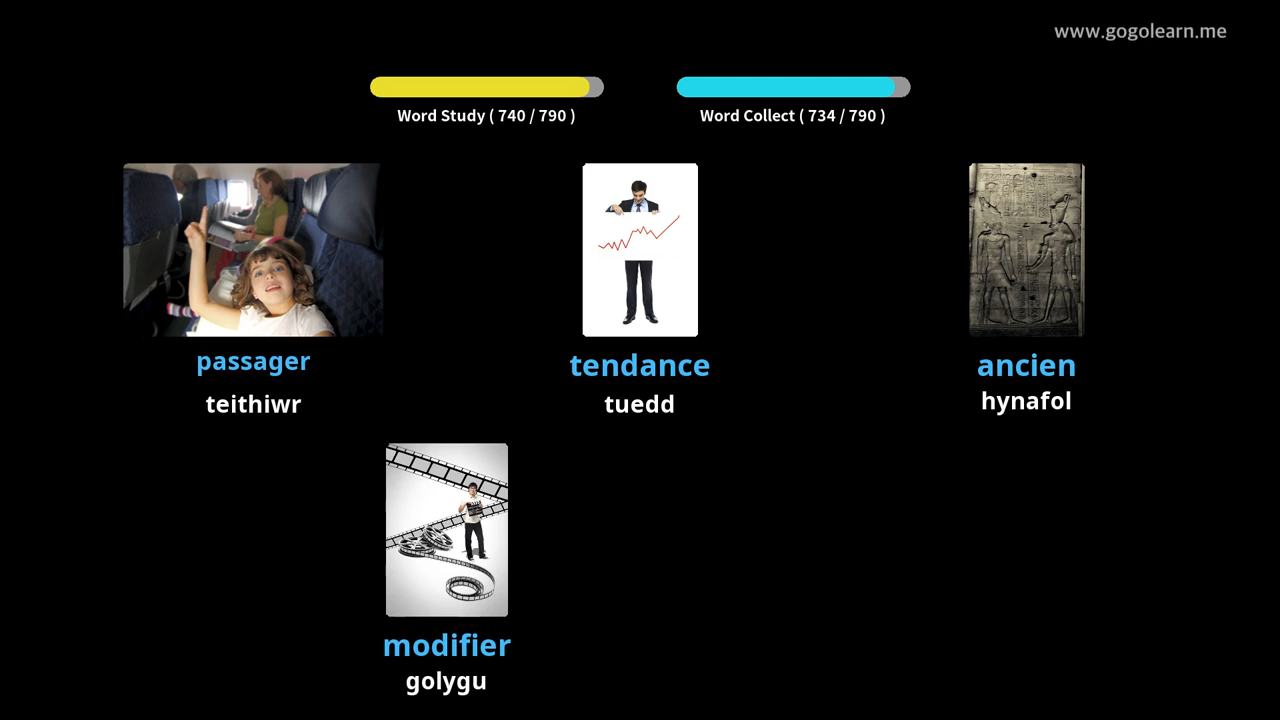 www.gogolearn.me
Word Study ( 740 / 790 )
Word Collect ( 734 / 790 )
passager
teithiwr
tendance
tuedd
ancien
hynafol
modifier
golygu